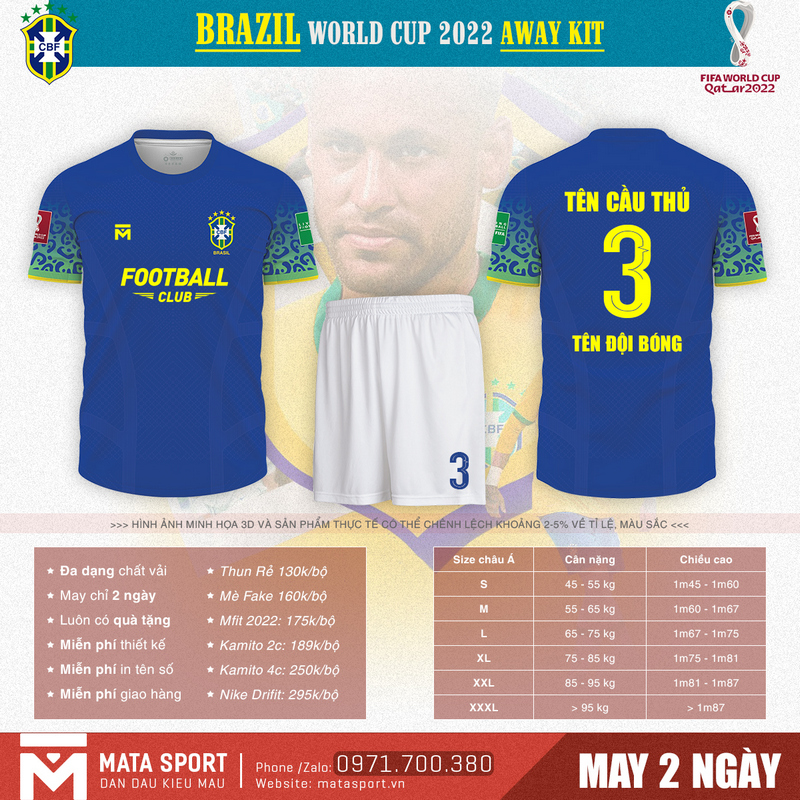 CBF
BRAZIL WORLD CUP 2022 AWAY KIT
FIFA WORLD CUP
Qatar2022
BRASIL
FOOTBALL
CLUB
FIFA
TÊN CẦU THỦ
3
TÊN ĐỘI BÓNG
3
CBF
>>> HÌNH ẢNH MINH HỌA 3D VÀ SẢN PHẨM THỰC TẾ CÓ THỂ CHÊNH LỆCH KHOẢNG 2-5% VỀ TỈ LỆ, MÀU SẮC <<<
★ Đa dạng chất vải
★ May chỉ 2 ngày
★ Luôn có quà tặng
★ Miễn phí thiết kế
★ Miễn phí in tên số
★ Miễn phí giao hàng
★ Thun Rẻ 130k/bộ
★ Mè Fake 160k/bộ
★ Mfit 2022: 175k/bộ
★ Kamito 2c: 189k/bộ
★ Kamito 4c: 250k/bộ
★ Nike Drifit: 295k/bộ
Size châu Á Cân nặng Chiều cao
S 45 - 55 kg 1m45 - 1m60
M 55 - 65 kg 1m60 - 1m67
L 65 - 75 kg 1m67 - 1m75
XL 75 - 85 kg 1m75 - 1m81
XXL 85 - 95 kg 1m81 - 1m87
XXXL > 95 kg > 1m87
MATA SPORT
DAN DAU KIEU MAU
Phone /Zalo: 0971.700.380
Website: matasport.vn
MAY 2 NGÀY